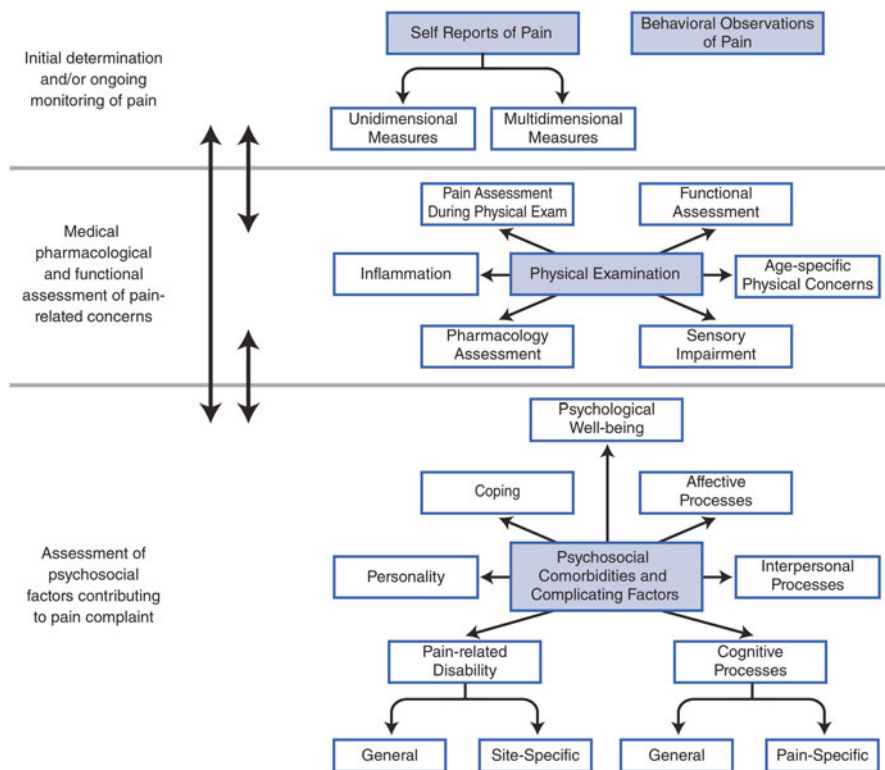 Initial determination
and/or ongoing
monitoring of pain
Self Reports of Pain
Behavioral Observations
of Pain
Unidimensional
Measures
Multidimensional
Measures
Medical
pharmacological
and functional
assessment of pain-
related concerns
Pain Assessment
During Physical Exam
Functional
Assessment
Inflammation
Physical Examination
Age-specific
Physical Concerns
Pharmacology
Assessment
Sensory
Impairment
Assessment of
psychosocial
factors contributing
to pain complaint
Psychological
Well-being
Coping
Affective
Processes
Personality
Psychosocial
Comorbidities and
Complicating Factors
Interpersonal
Processes
Pain-related
Disability
Cognitive
Processes
General
Site-Specific
General
Pain-Specific